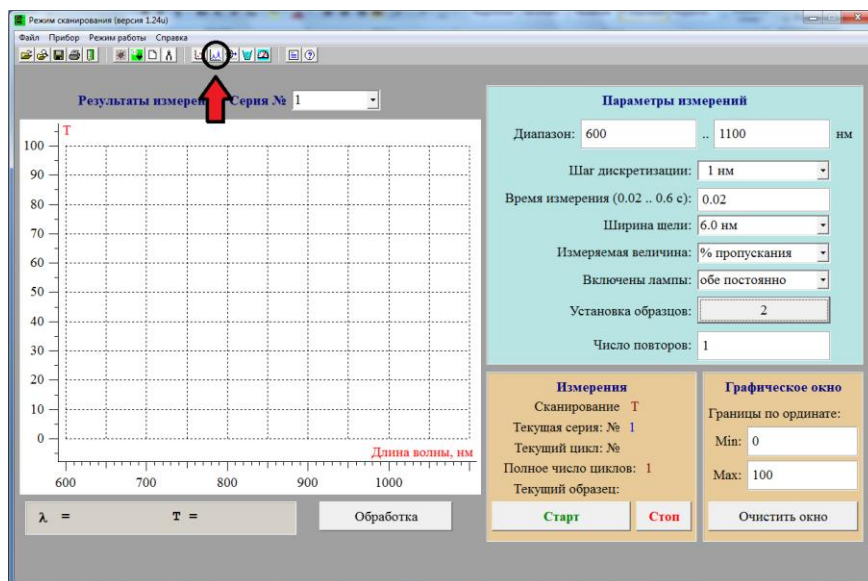 Режим сканирования (версия 1.24u)
Файл Прибор Режим работы Справка
Результаты Серия № 1
T
100
90
80
70
60
50
40
30
20
10
0
Длина волны, нм
600 700 800 900 1000
λ = T =
Обработка
Параметры измерений
Диапазон: 600 .. 1100 нм
Шаг дискретизации: 1 нм
Время измерения (0.02 .. 0.6 с): 0.02
Ширина щели: 6.0 нм
Измеряемая величина: % пропускания
Включены лампы: обе постоянно
Установка образцов: 2
Число повторов: 1
Измерения
Сканирование T
Текущая серия: № 1
Текущий цикл: №
Полное число циклов: 1
Текущий образец:
Старт Стоп
Графическое окно
Границы по ординате:
Min: 0
Max: 100
Очистить окно